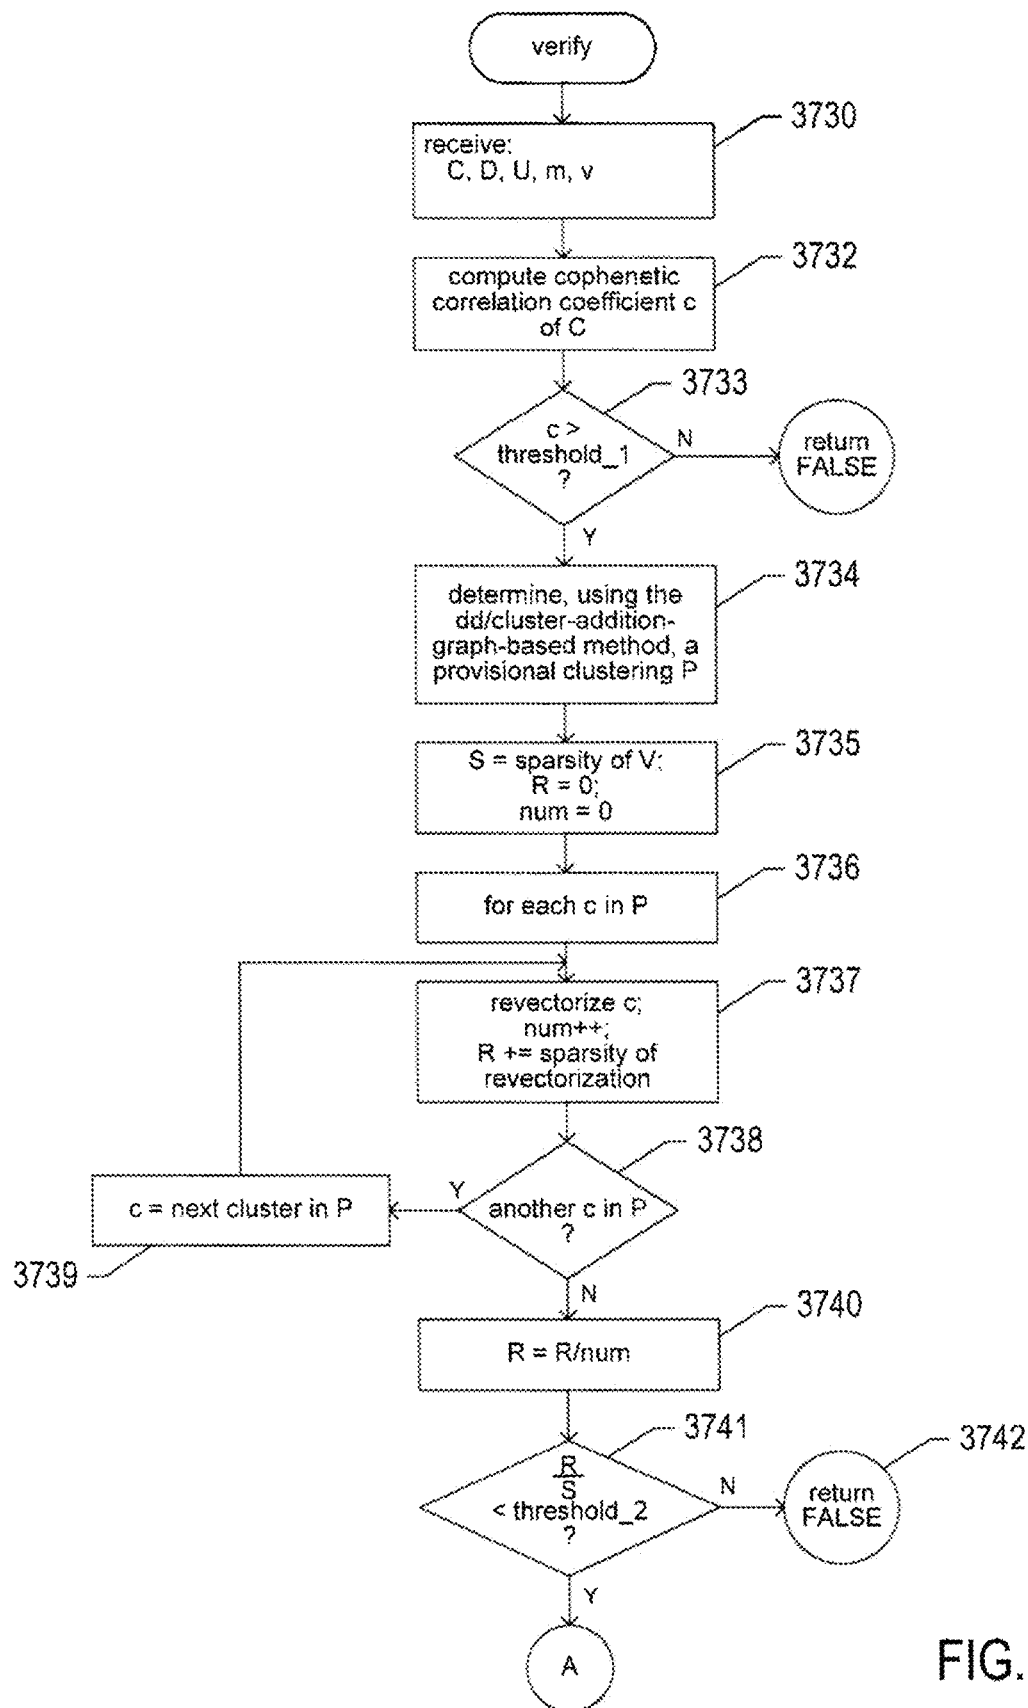 verify
3730
receive:
C, D, U, m, v
3732
compute cophenetic
correlation coefficient c
of C
3733
c >
threshold_1
?
N
return
FALSE
Y
3734
determine, using the
dd/cluster-addition-
graph-based method, a
provisional clustering P
3735
S = sparsity of V;
R = 0;
num = 0
3736
for each c in P
3737
revectorize c;
num++;
R += sparsity of
revectorization
3738
another c in P
?
Y
c = next cluster in P
3739
N
3740
R = R/num
3741
R
S
< threshold_2
?
N
3742
return
FALSE
Y
A
FIG.